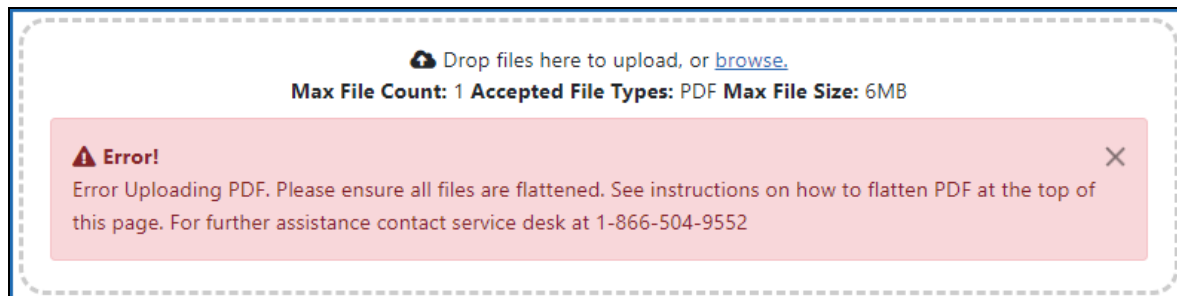 Drop files here to upload, or browse.
Max File Count: 1 Accepted File Types: PDF Max File Size: 6MB
Error!
Error Uploading PDF. Please ensure all files are flattened. See instructions on how to flatten PDF at the top of
this page. For further assistance contact service desk at 1-866-504-9552